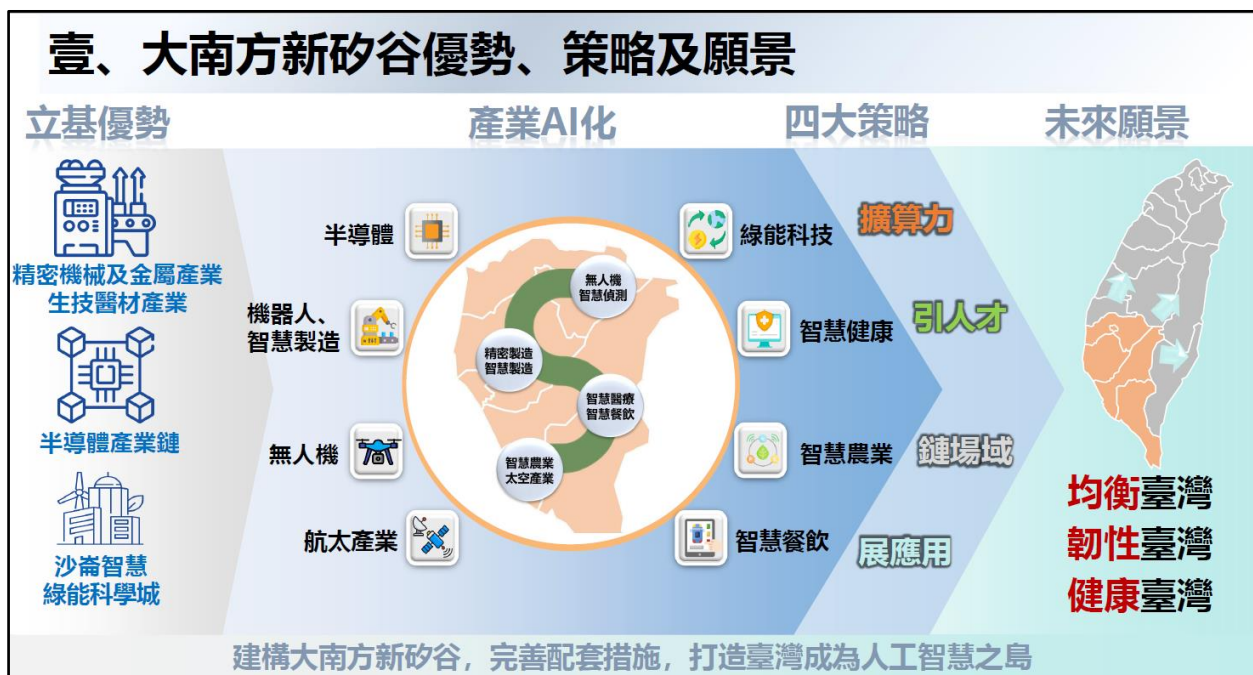 壹、大南方新矽谷優勢、策略及願景
立基優勢
產業AI化
四大策略
未來願景
精密機械及金屬產業
生技醫材產業
半導體產業鏈
沙崙智慧
綠能科學城
半導體
機器人、
智慧製造
無人機
航太產業
無人機
智慧偵測
精密製造
智慧製造
智慧醫療
智慧餐飲
智慧農業
太空產業
綠能科技
智慧健康
智慧農業
智慧餐飲
擴算力
引人才
鏈場域
展應用
均衡臺灣
韌性臺灣
健康臺灣
建構大南方新矽谷，完善配套措施，打造臺灣成為人工智慧之島